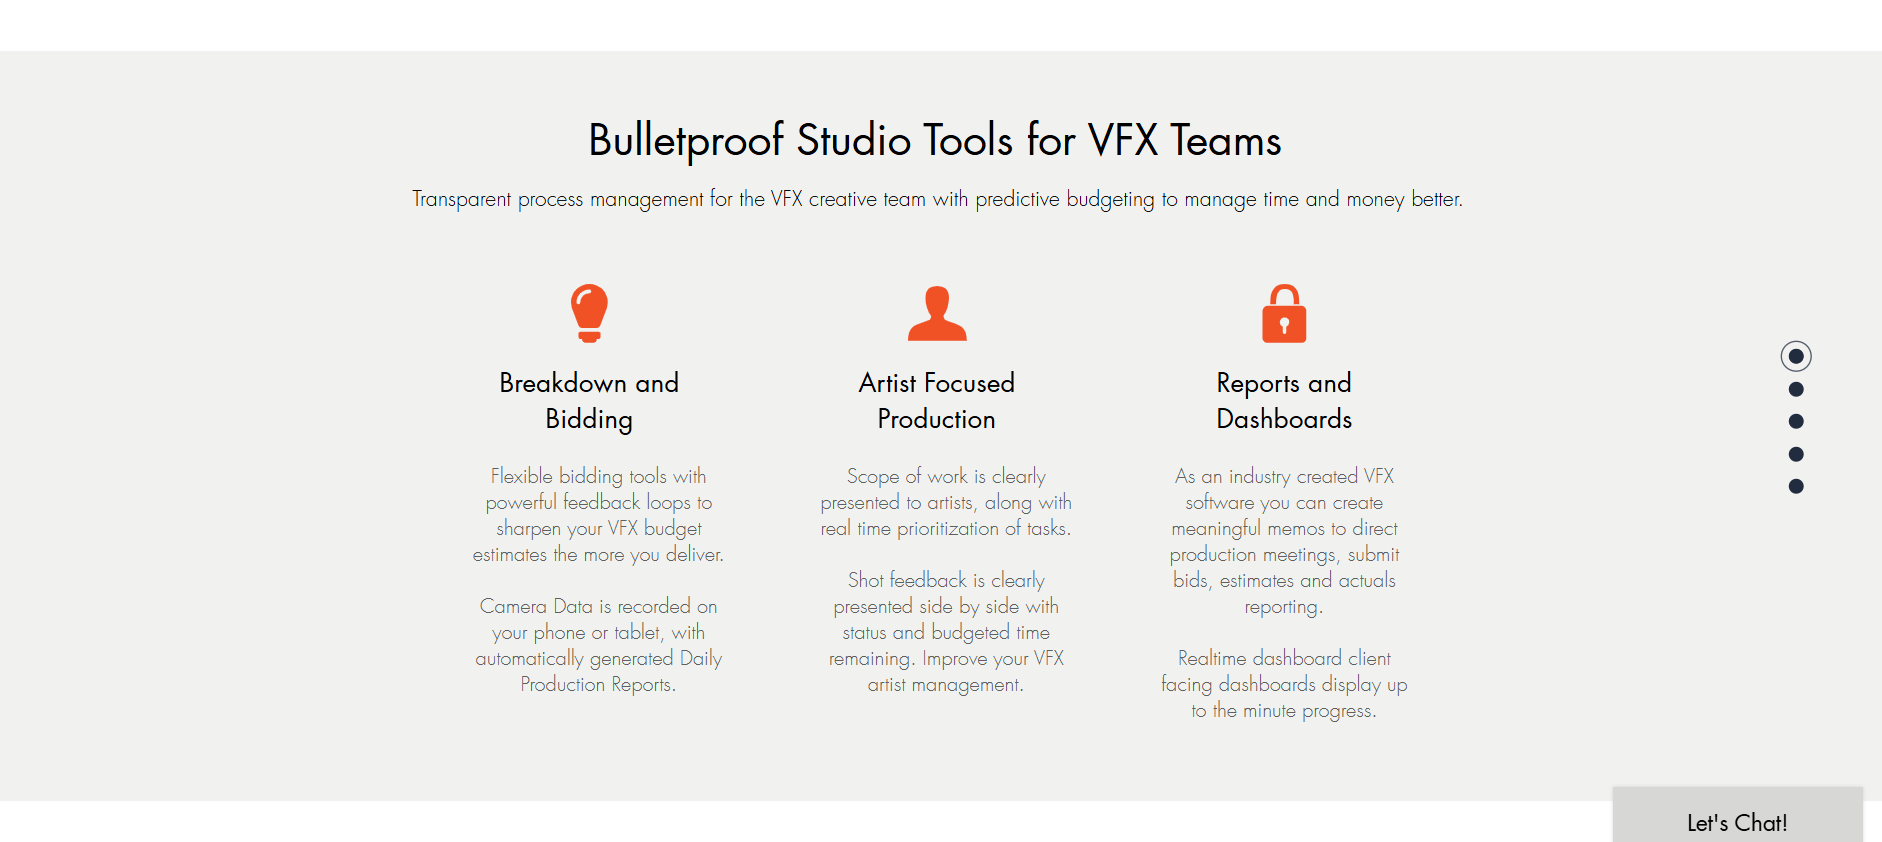 Bulletproof Studio Tools for VFX Teams
Transparent process management for the VFX creative team with predictive budgeting to manage time and money better.
Breakdown and
Bidding
Flexible bidding tools with
powerful feedback loops to
sharpen your VFX budget
estimates the more you deliver.
Camera Data is recorded on
your phone or tablet, with
automatically generated Daily
Production Reports.
Artist Focused
Production
Scope of work is clearly
presented to artists, along with
real time prioritization of tasks.
Shot feedback is clearly
presented side by side with
status and budgeted time
remaining. Improve your VFX
artist management.
Reports and
Dashboards
As an industry created VFX
software you can create
meaningful memos to direct
production meetings, submit
bids, estimates and actuals
reporting.
Realtime dashboard client
facing dashboards display up
to the minute progress.
Let's Chat!